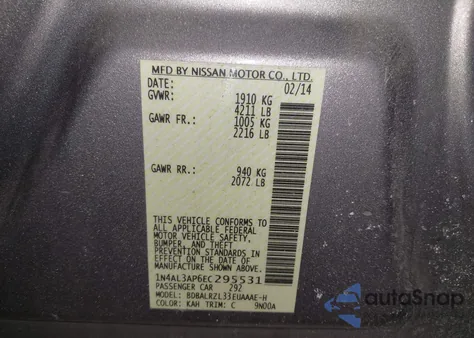 MFD BY NISSAN MOTOR CO., LTD.
DATE: 02/14
GVWR: 1910 KG
4211 LB
GAWR FR.: 1005 KG
2216 LB
GAWR RR.: 940 KG
2072 LB
THIS VEHICLE CONFORMS TO
ALL APPLICABLE FEDERAL
MOTOR VEHICLE SAFETY,
BUMPER, AND THEFT
PREVENTION STANDARDS
IN EFFECT ON THE DATE OF
MANUFACTURE SHOWN ABOVE.
1N4AL3AP6EC295531
PASSENGER CAR 292
MODEL: BDBALRZL33EUAAAE-H
COLOR: KAH TRIM: C 9N00A
autoSnap